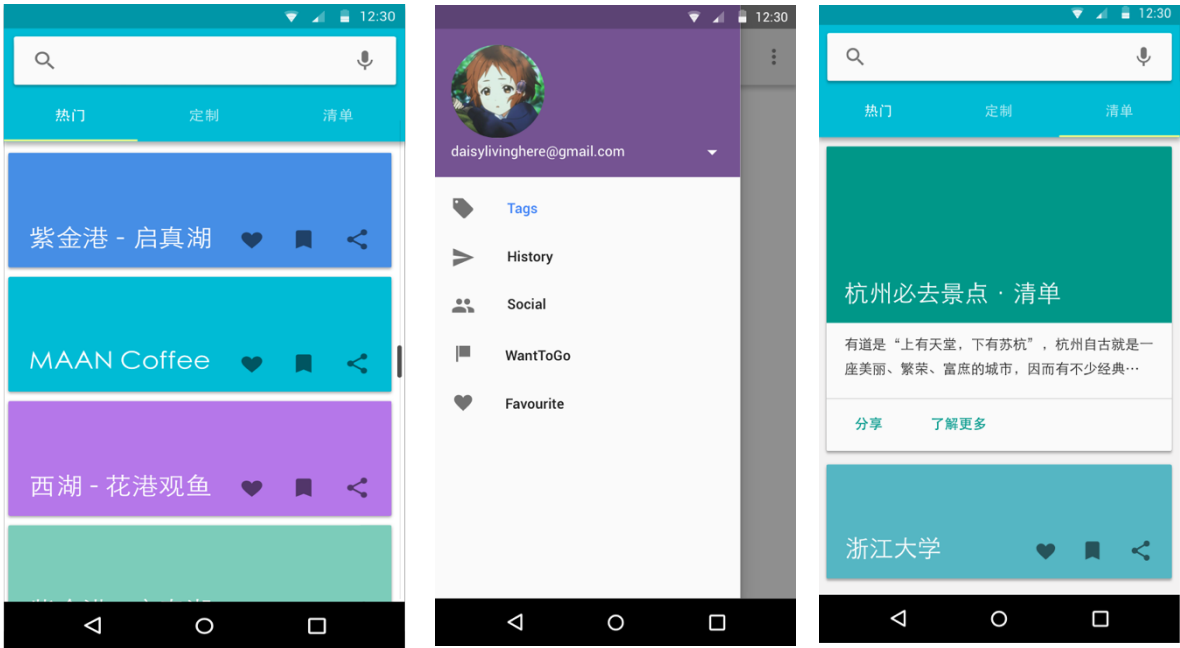 12:30
热门
定制
清单
紫金港 - 启真湖
MAAN Coffee
西湖 - 花港观鱼
12:30
daisylivinghere@gmail.com
Tags
History
Social
WantToGo
Favourite
12:30
热门
定制
清单
杭州必去景点 · 清单
有道是“上有天堂，下有苏杭”，杭州自古就是一
座美丽、繁荣、富庶的城市，因而有不少经典…
分享
了解更多
浙江大学